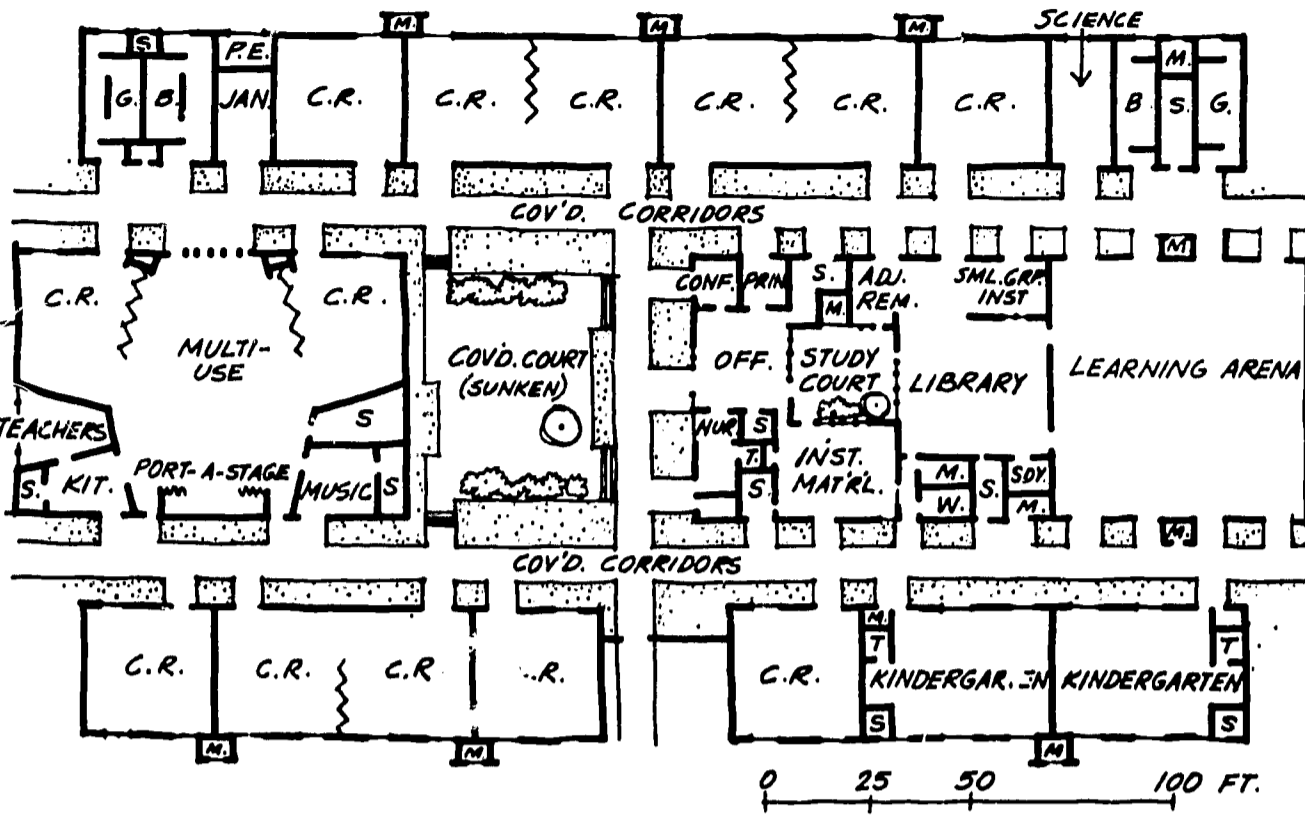 SCIENCE
M.
M.
M.
S
P.E.
M.
G. B. JAN. C.R. C.R. C.R. C.R. C.R. C.R. B S. G.
COV'D. CORRIDORS
M
CONF. PRIN S. ADJ. REM. SML. GRP. INST
M.
C.R. C.R.
MULTI-
USE
COV'D. COURT
(SUNKEN)
OFF.
STUDY
COURT
LIBRARY
LEARNING ARENA
S
TEACHERS
NUR. S
T.
S
INST.
MAT'RL.
PORT-A-STAGE
S. KIT. MUSIC S
M. S. SDY.
W. M.
M.
COV'D. CORRIDORS
M.
T T
C.R. C.R. C.R. .R. C.R. KINDERGAR. EN KINDERGARTEN
S S
M. M M
0 25 50 100 FT.